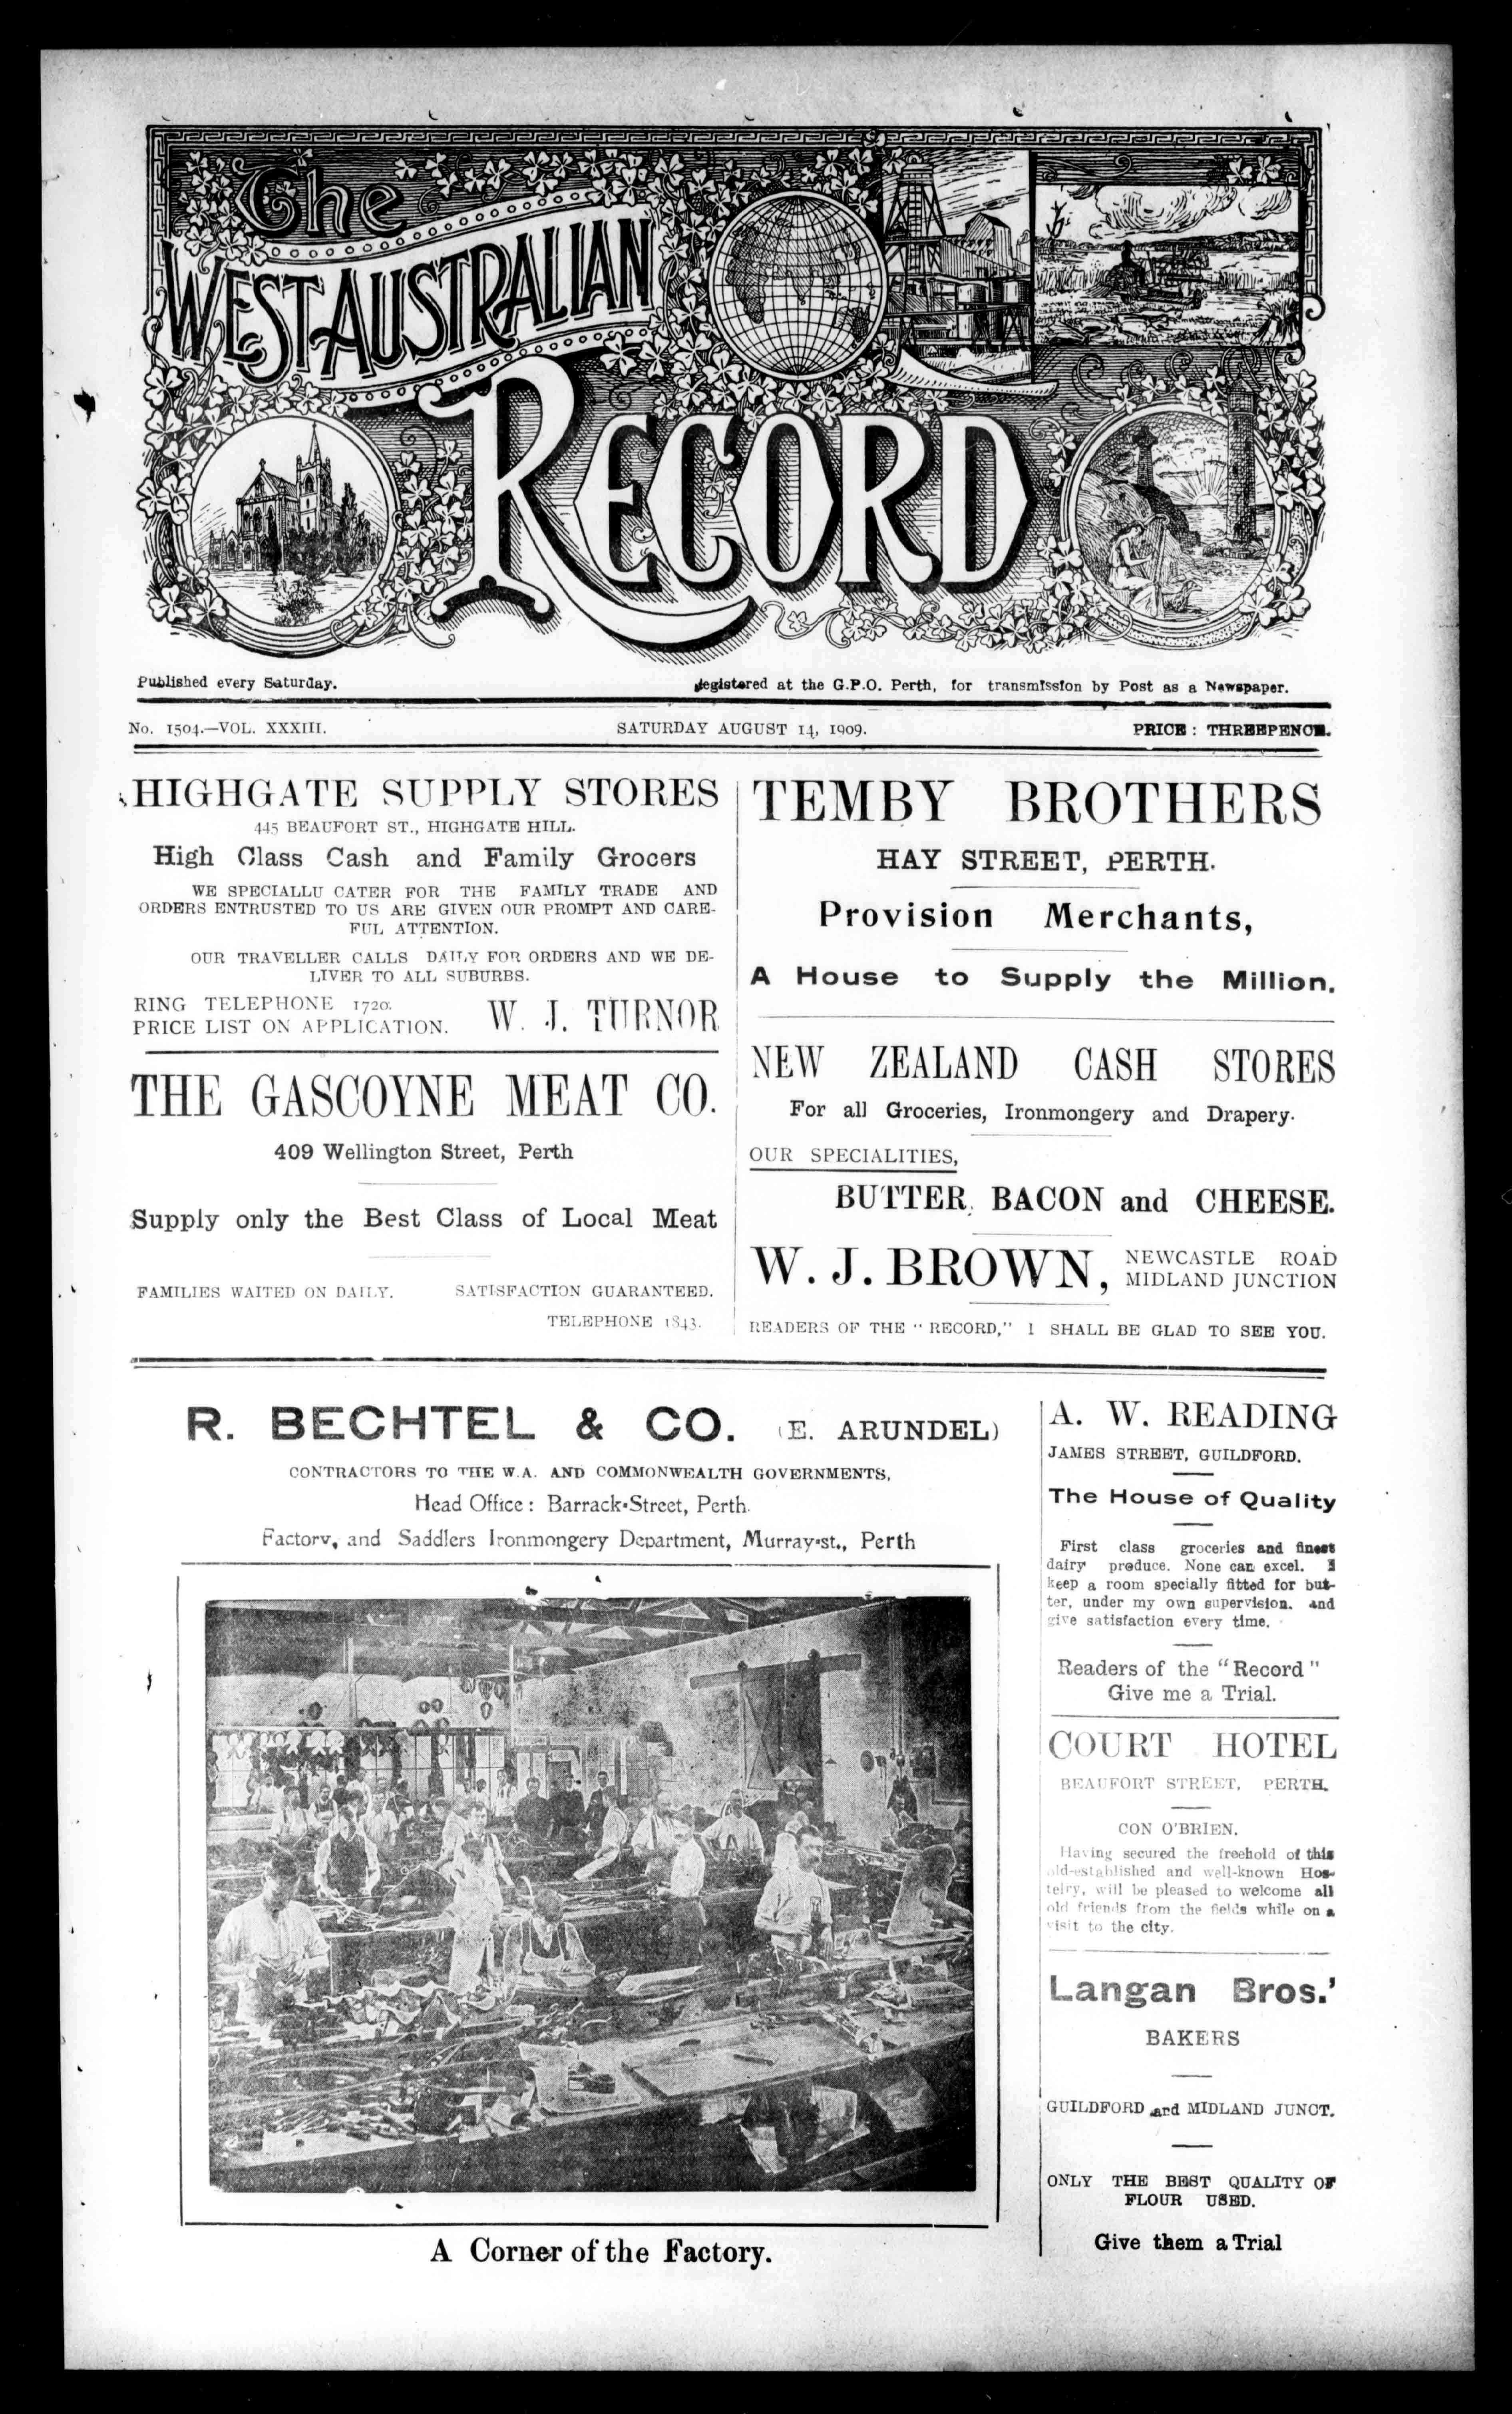 The
WEST AUSTRALIAN
RECORD
Published every Saturday.
Registered at the G.P.O. Perth, for transmission by Post as a Newspaper.
No. 1504.—VOL. XXXIII.
SATURDAY AUGUST 14, 1909.
PRICE: THREEPENCE.
HIGHGATE SUPPLY STORES
445 BEAUFORT ST., HIGHGATE HILL.
High Class Cash and Family Grocers
WE SPECIALLU CATER FOR THE FAMILY TRADE AND
ORDERS ENTRUSTED TO US ARE GIVEN OUR PROMPT AND CARE-
FUL ATTENTION.
OUR TRAVELLER CALLS DAILY FOR ORDERS AND WE DE-
LIVER TO ALL SUBURBS.
RING TELEPHONE 1720.
PRICE LIST ON APPLICATION.
W. J. TURNOR
THE GASCOYNE MEAT CO.
409 Wellington Street, Perth
Supply only the Best Class of Local Meat
FAMILIES WAITED ON DAILY. SATISFACTION GUARANTEED.
TELEPHONE 1843.
TEMBY BROTHERS
HAY STREET, PERTH.
Provision Merchants,
A House to Supply the Million.
NEW ZEALAND CASH STORES
For all Groceries, Ironmongery and Drapery.
OUR SPECIALITIES,
BUTTER, BACON and CHEESE.
W. J. BROWN,
NEWCASTLE ROAD
MIDLAND JUNCTION
READERS OF THE "RECORD," I SHALL BE GLAD TO SEE YOU.
R. BECHTEL & CO. (E. ARUNDEL)
CONTRACTORS TO THE W.A. AND COMMONWEALTH GOVERNMENTS,
Head Office: Barrack-Street, Perth.
Factory, and Saddlers Ironmongery Department, Murray-st., Perth
A Corner of the Factory.
A. W. READING
JAMES STREET, GUILDFORD.
The House of Quality
First class groceries and finest
dairy produce. None can excel. I
keep a room specially fitted for but-
ter, under my own supervision, and
give satisfaction every time.
Readers of the "Record"
Give me a Trial.
COURT HOTEL
BEAUFORT STREET, PERTH.
CON O'BRIEN.
Having secured the freehold of this
old-established and well-known Hos-
telry, will be pleased to welcome all
old friends from the fields while on a
visit to the city.
Langan Bros.'
BAKERS
GUILDFORD and MIDLAND JUNCT.
ONLY THE BEST QUALITY OF
FLOUR USED.
Give them a Trial